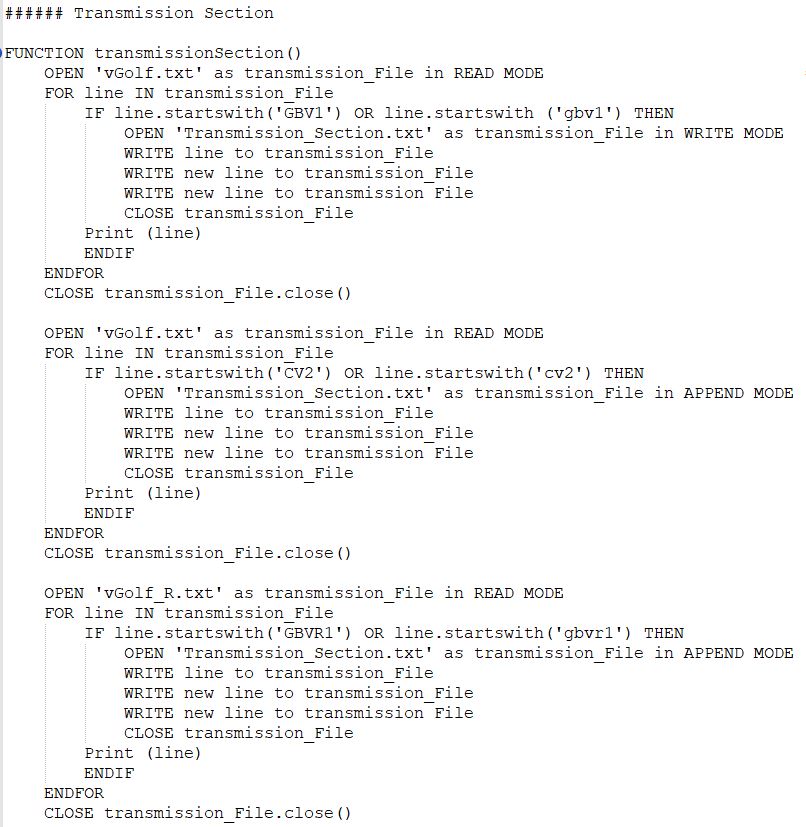 ###### Transmission Section
FUNCTION transmissionSection()
OPEN 'vGolf.txt' as transmission_File in READ MODE
FOR line IN transmission_File
IF line.startswith('GBV1') OR line.startswith ('gbv1') THEN
OPEN 'Transmission_Section.txt' as transmission_File in WRITE MODE
WRITE line to transmission_File
WRITE new line to transmission_File
WRITE new line to transmission File
CLOSE transmission_File
Print (line)
ENDIF
ENDFOR
CLOSE transmission_File.close()
OPEN 'vGolf.txt' as transmission_File in READ MODE
FOR line IN transmission_File
IF line.startswith('CV2') OR line.startswith('cv2') THEN
OPEN 'Transmission_Section.txt' as transmission_File in APPEND MODE
WRITE line to transmission_File
WRITE new line to transmission_File
WRITE new line to transmission File
CLOSE transmission_File
Print (line)
ENDIF
ENDFOR
CLOSE transmission_File.close()
OPEN 'vGolf_R.txt' as transmission_File in READ MODE
FOR line IN transmission_File
IF line.startswith('GBVR1') OR line.startswith('gbvr1') THEN
OPEN 'Transmission_Section.txt' as transmission_File in APPEND MODE
WRITE line to transmission_File
WRITE new line to transmission_File
WRITE new line to transmission File
CLOSE transmission_File
Print (line)
ENDIF
ENDFOR
CLOSE transmission_File.close()